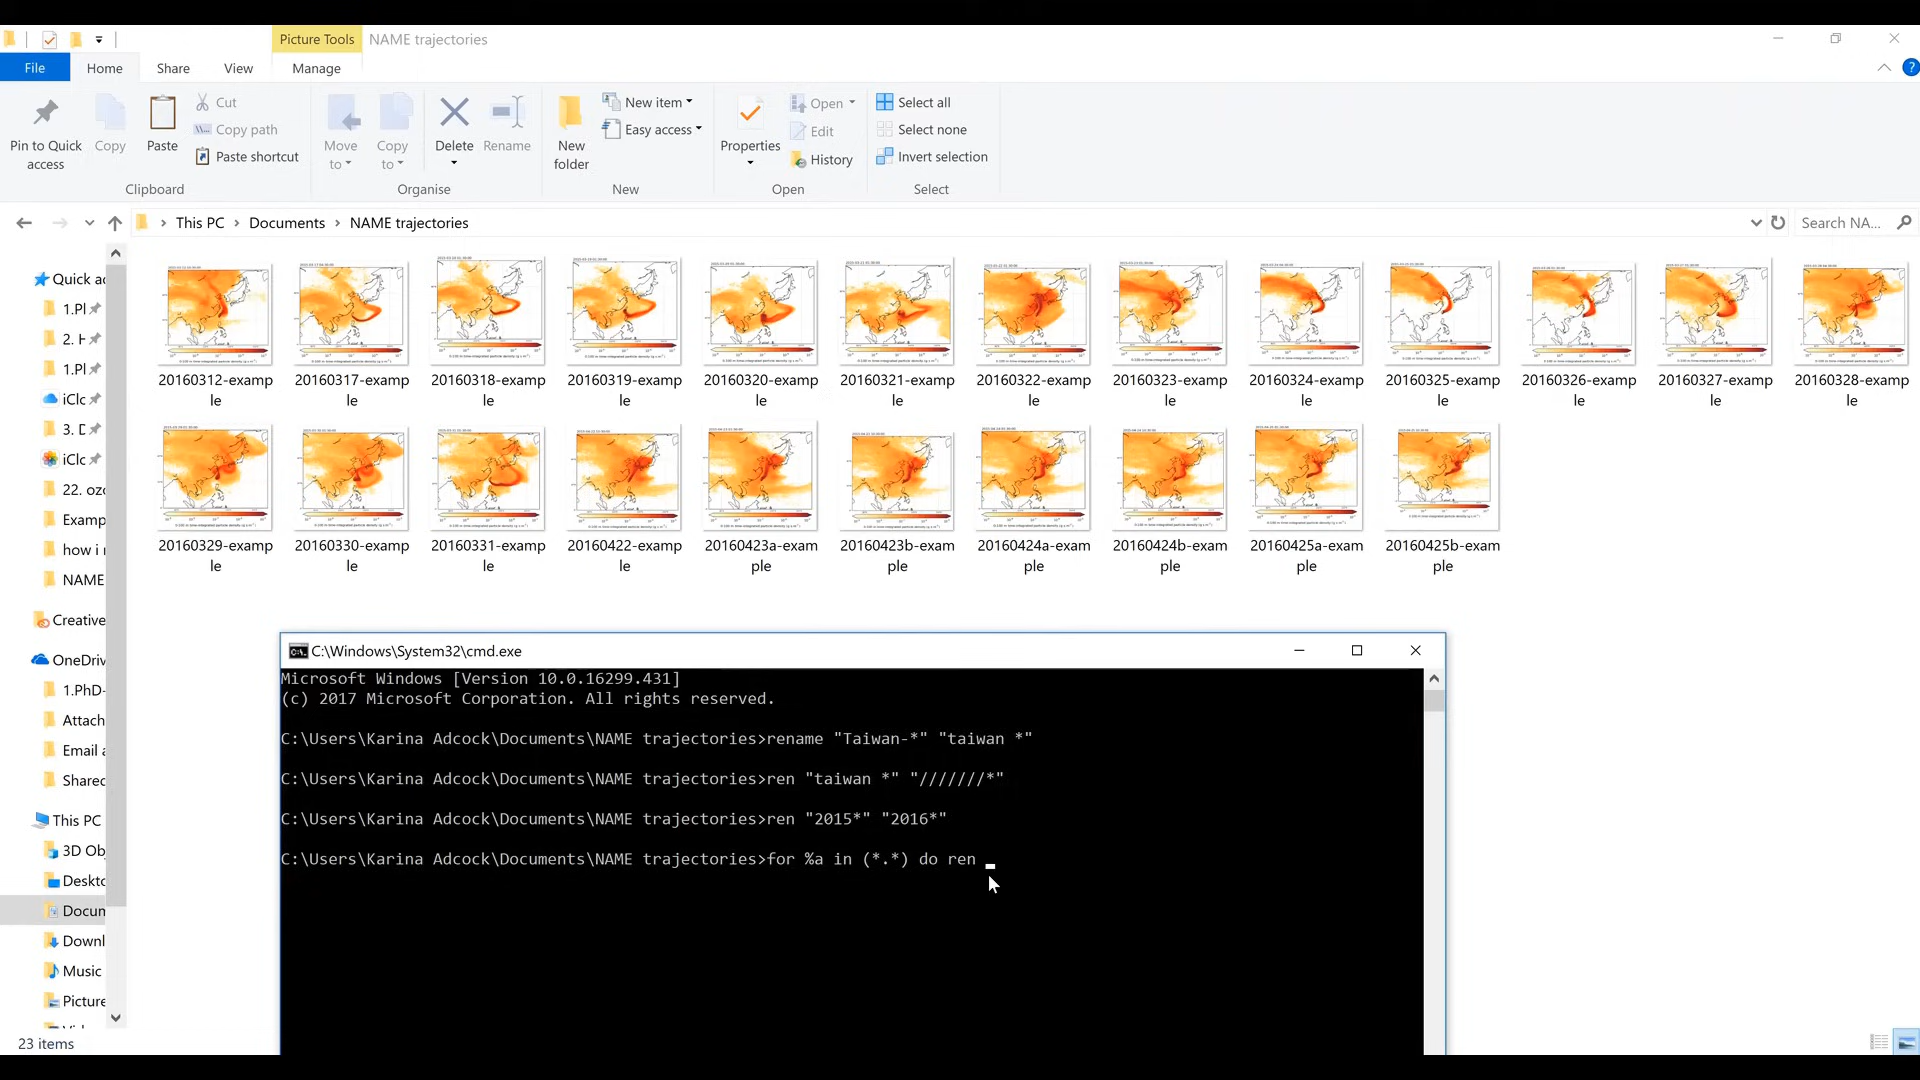 Picture Tools NAME trajectories
File Home Share View Manage
Pin to Quick access
Copy
Paste
Cut
Copy path
Paste shortcut
Clipboard
Move to
Copy to
Delete
Rename
Organise
New folder
New item
Easy access
New
Properties
Open
Edit
History
Open
Select all
Select none
Invert selection
Select
This PC > Documents > NAME trajectories
Search NA...
Quick ac
1.Pl
2. H
1.Pl
iClc
3. D
iClc
22. ozo
Examp
how i r
NAME
Creative
OneDriv
1.PhD-
Attach
Email a
Shared
This PC
3D Obj
Deskto
Docum
Downl
Music
Picture
20160312-example
20160317-example
20160318-example
20160319-example
20160320-example
20160321-example
20160322-example
20160323-example
20160324-example
20160325-example
20160326-example
20160327-example
20160328-example
20160329-example
20160330-example
20160331-example
20160422-example
20160423a-example
20160423b-example
20160424a-example
20160424b-example
20160425a-example
20160425b-example
C:\Windows\System32\cmd.exe
Microsoft Windows [Version 10.0.16299.431]
(c) 2017 Microsoft Corporation. All rights reserved.
C:\Users\Karina Adcock\Documents\NAME trajectories>rename "Taiwan-*" "taiwan *"
C:\Users\Karina Adcock\Documents\NAME trajectories>ren "taiwan *" "///////*"
C:\Users\Karina Adcock\Documents\NAME trajectories>ren "2015*" "2016*"
C:\Users\Karina Adcock\Documents\NAME trajectories>for %a in (*.*) do ren
23 items